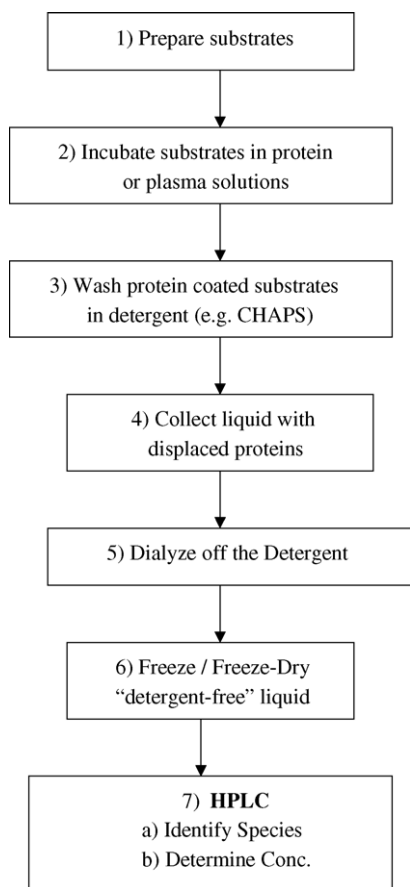 1) Prepare substrates
2) Incubate substrates in protein
or plasma solutions
3) Wash protein coated substrates
in detergent (e.g. CHAPS)
4) Collect liquid with
displaced proteins
5) Dialyze off the Detergent
6) Freeze / Freeze-Dry
“detergent-free” liquid
7) HPLC
a) Identify Species
b) Determine Conc.